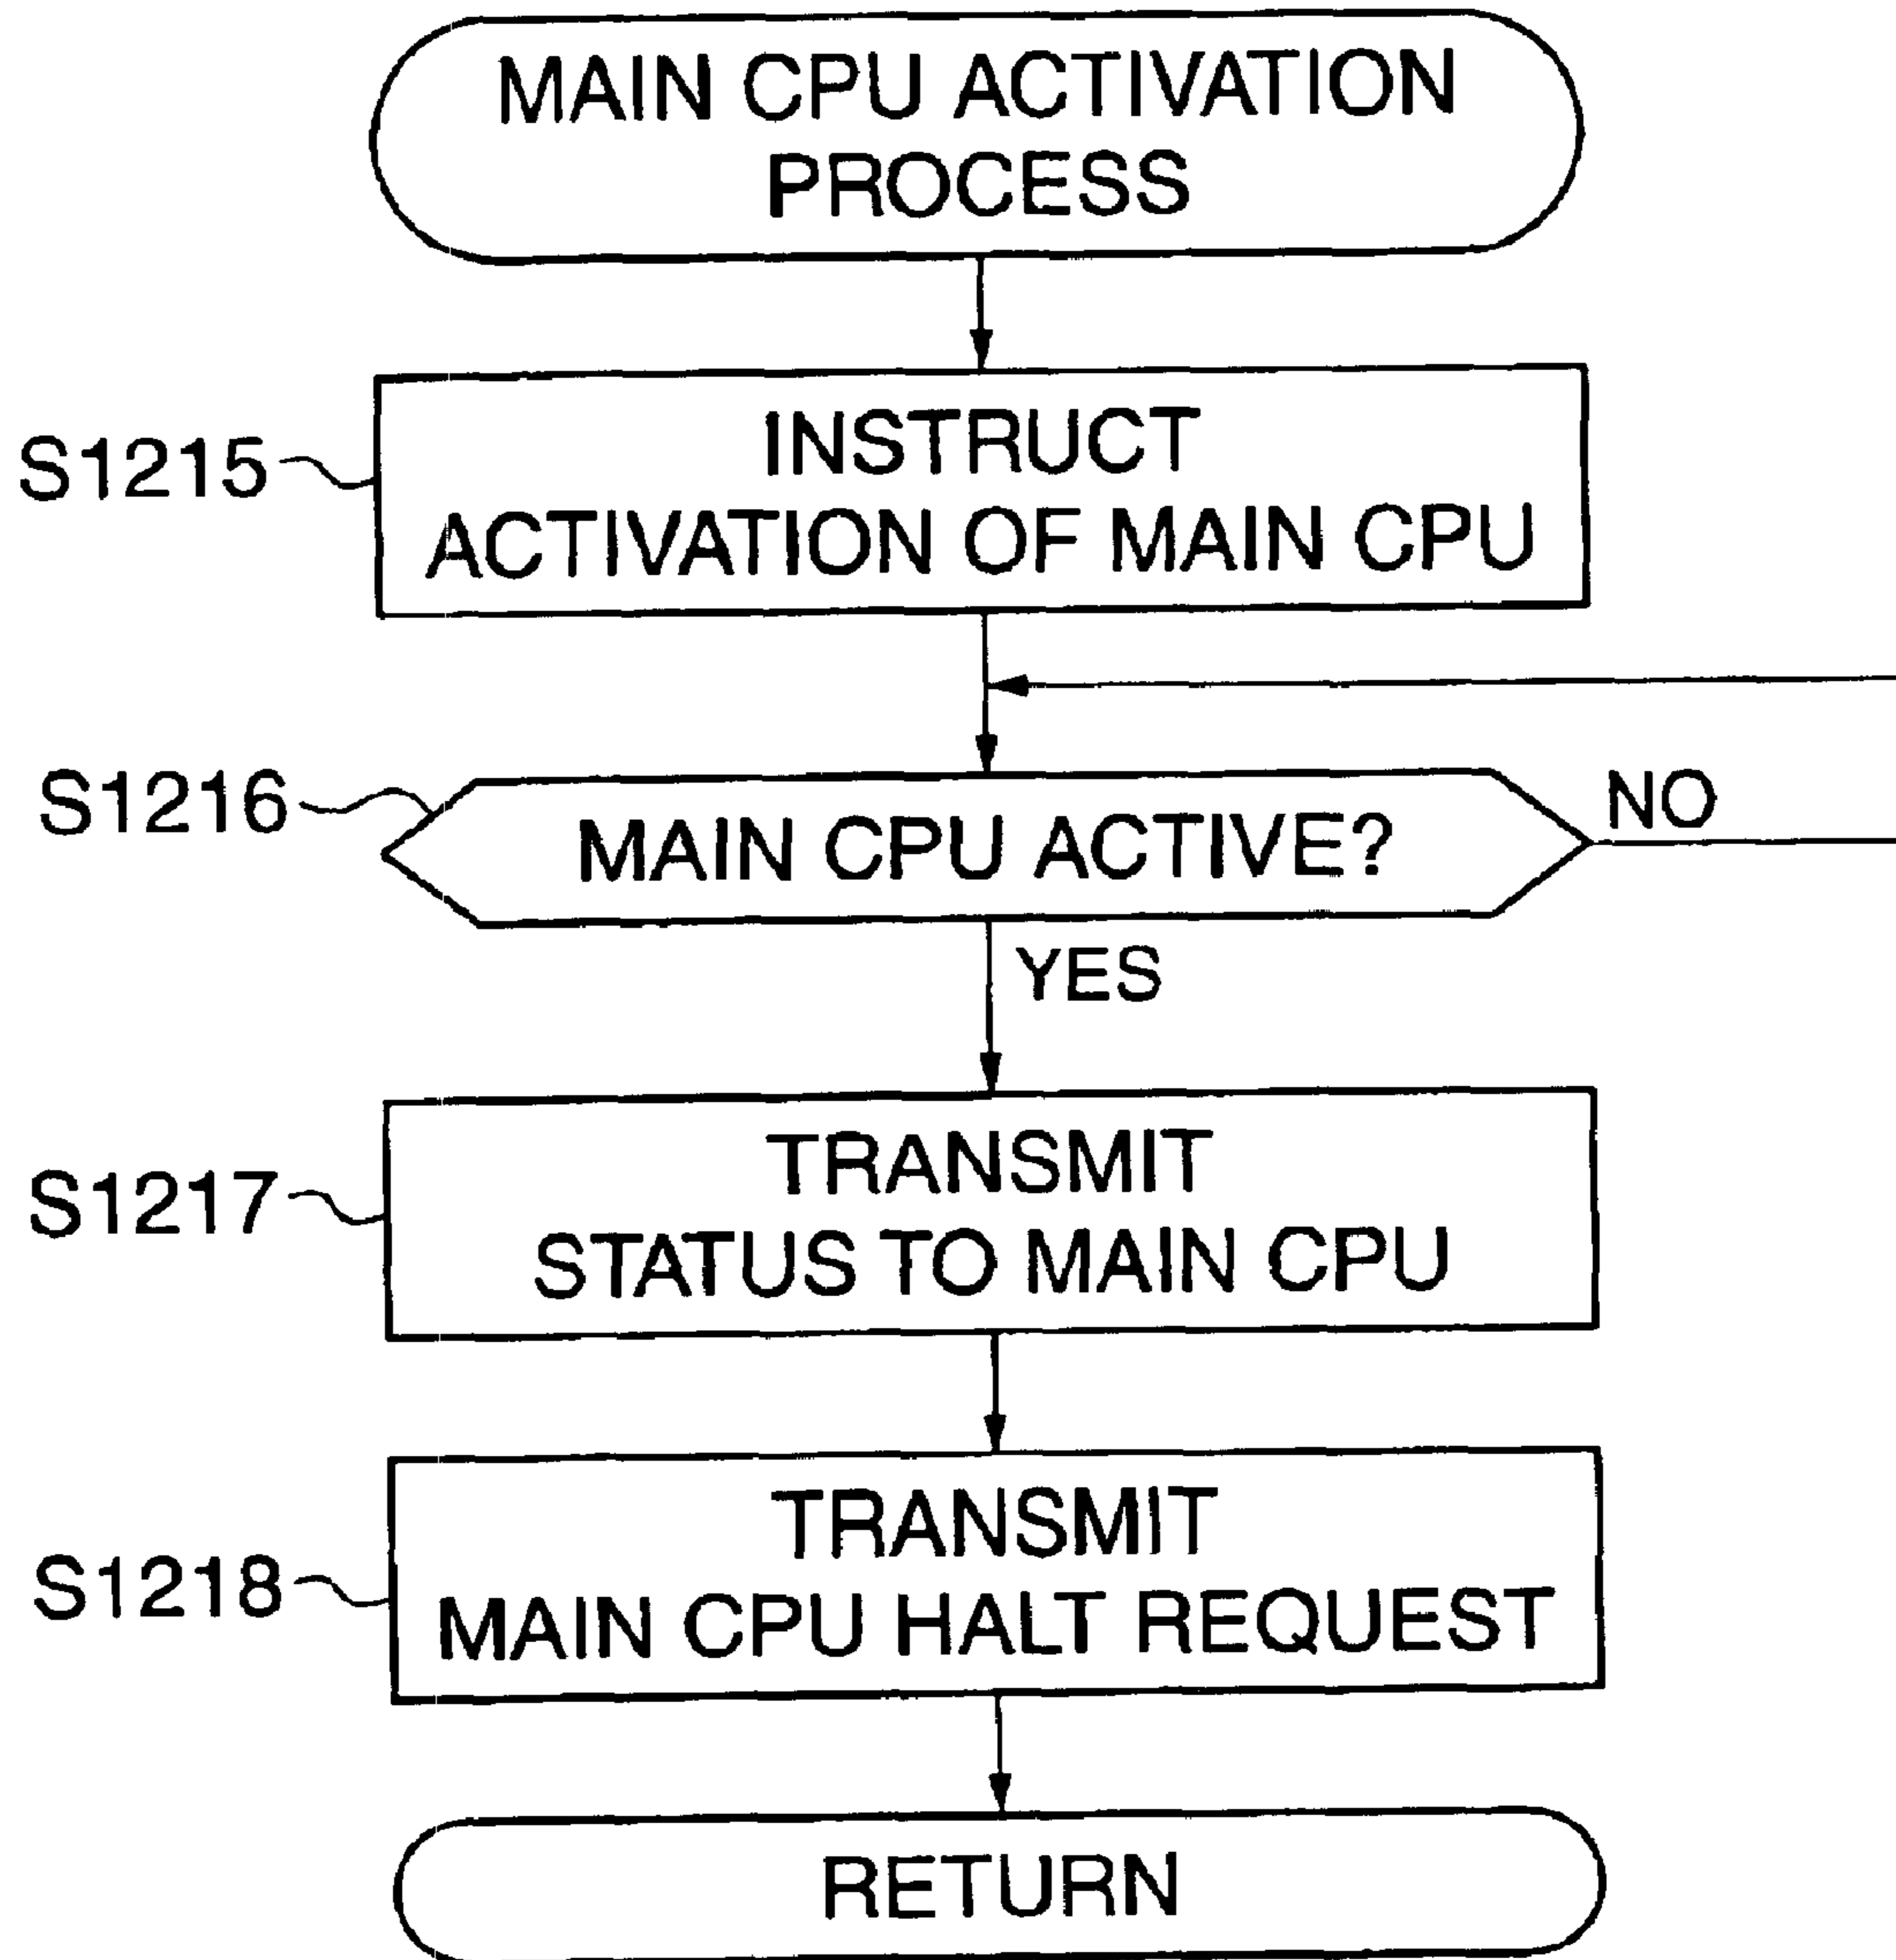 MAIN CPU ACTIVATION
PROCESS
S1215
INSTRUCT
ACTIVATION OF MAIN CPU
S1216
MAIN CPU ACTIVE?
NO
YES
S1217
TRANSMIT
STATUS TO MAIN CPU
S1218
TRANSMIT
MAIN CPU HALT REQUEST
RETURN